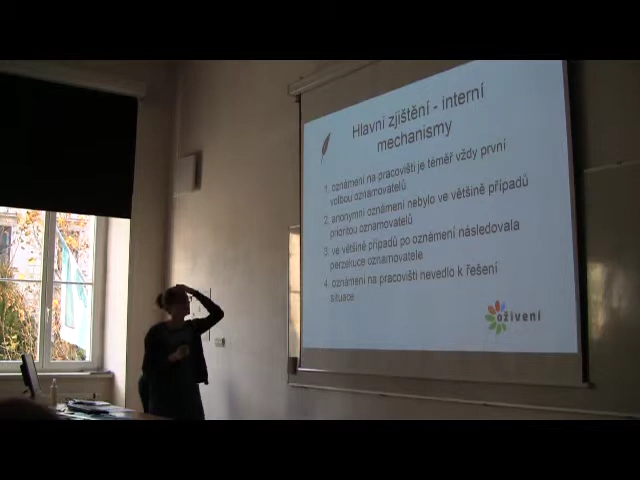 Hlavní zjištění - interní
mechanismy
1. oznámení na pracovišti je téměř vždy první
volbou oznamovatelů
2. anonymní oznámení nebylo ve většině případů
prioritou oznamovatelů
3. ve většině případů po oznámení následovala
perzekuce oznamovatele
4. oznámení na pracovišti nevedlo k řešení
situace
oživení